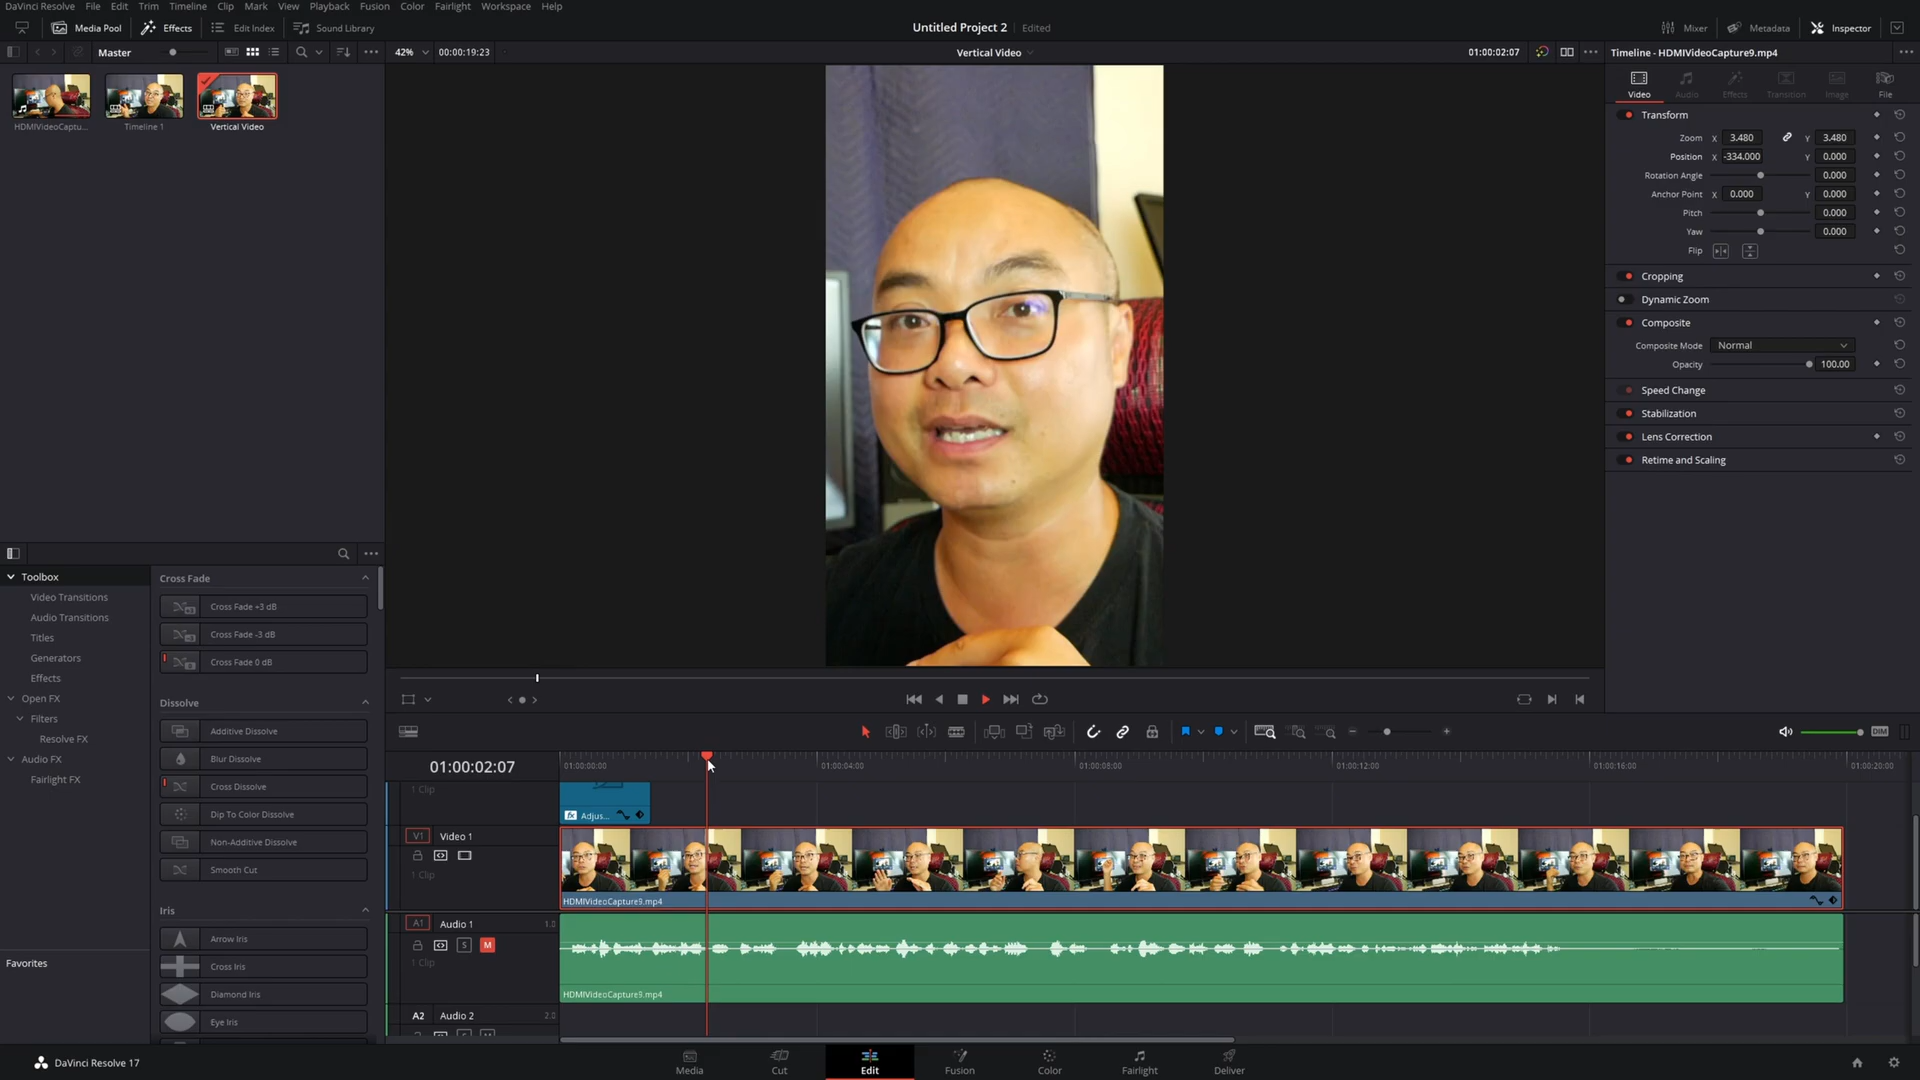 DaVinci Resolve File Edit Trim Timeline Clip Mark View Playback Fusion Color Fairlight Workspace Help
Media Pool Effects Edit Index Sound Library
Untitled Project 2 Edited
Mixer Metadata Inspector
Master
42% 00:00:19:23
Vertical Video
01:00:02:07
Timeline - HDMIVideoCapture9.mp4
HDMIVideoCaptu...
Timeline 1
Vertical Video
Video Audio Effects Transition Image File
Transform
Zoom X 3.480 Y 3.480
Position X -334.000 Y 0.000
Rotation Angle 0.000
Anchor Point X 0.000 Y 0.000
Pitch 0.000
Yaw 0.000
Flip
Cropping
Dynamic Zoom
Composite
Composite Mode Normal
Opacity 100.00
Speed Change
Stabilization
Lens Correction
Retime and Scaling
Toolbox
Video Transitions
Audio Transitions
Titles
Generators
Effects
Open FX
Filters
Resolve FX
Audio FX
Fairlight FX
Favorites
Cross Fade
Cross Fade +3 dB
Cross Fade -3 dB
Cross Fade 0 dB
Dissolve
Additive Dissolve
Blur Dissolve
Cross Dissolve
Dip To Color Dissolve
Non-Additive Dissolve
Smooth Cut
Iris
Arrow Iris
Cross Iris
Diamond Iris
Eye Iris
DIM
01:00:02:07
01:00:00:00 01:00:04:00 01:00:08:00 01:00:12:00 01:00:16:00 01:00:20:00
1 Clip
fx Adjus...
V1 Video 1
1 Clip
HDMIVideoCapture9.mp4
A1 Audio 1 1.0
S M
1 Clip
HDMIVideoCapture9.mp4
A2 Audio 2 2.0
DaVinci Resolve 17
Media Cut Edit Fusion Color Fairlight Deliver